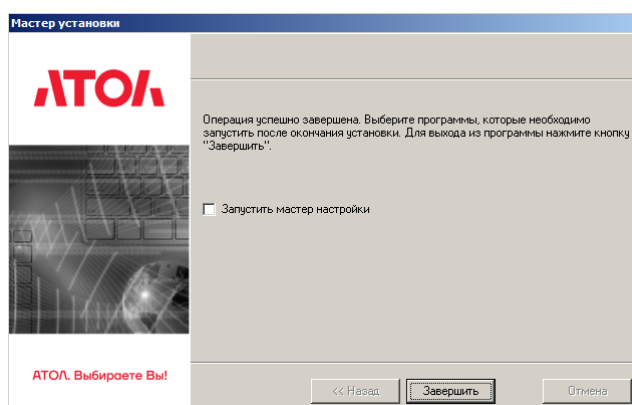 Мастер установки
АТОЛ
Операция успешно завершена. Выберите программы, которые необходимо
запустить после окончания установки. Для выхода из программы нажмите кнопку
"Завершить".
Запустить мастер настройки
АТОЛ. Выбираете Вы!
<< Назад
Завершить
Отмена